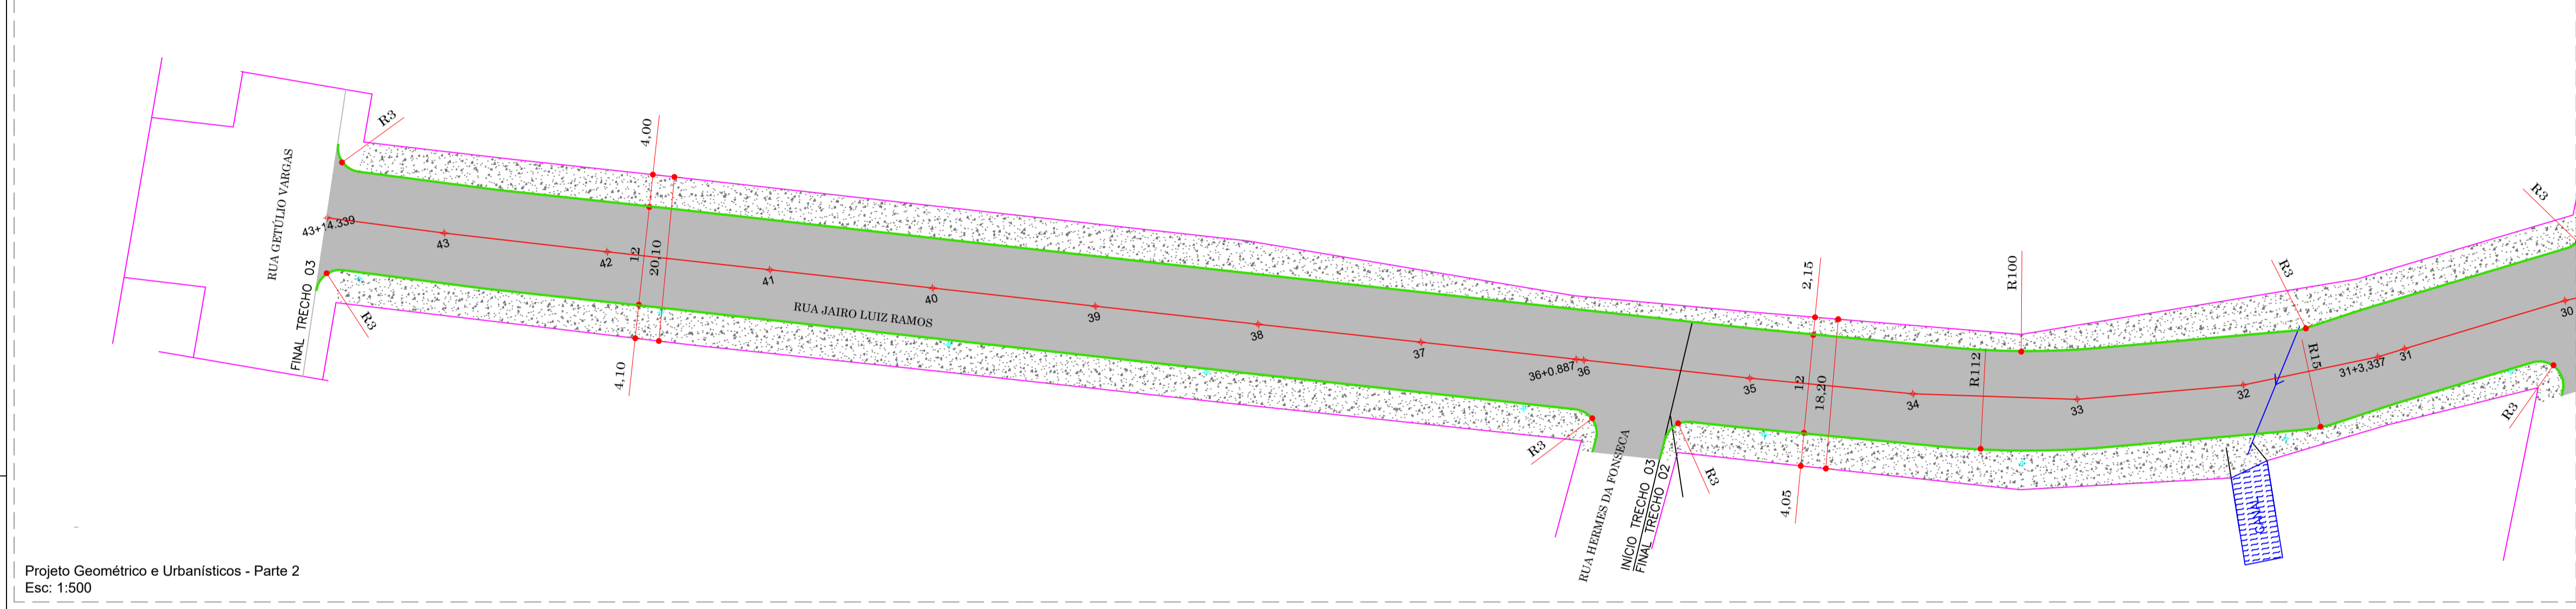 R3
RUA GETÚLIO VARGAS
43+14.339
FINAL TRECHO 03
R3
43
42
4,00
12
20,10
4,10
41
RUA JAIRO LUIZ RAMOS
40
39
38
37
36+0.887
36
R3
RUA HERMES DA FONSECA
INÍCIO TRECHO 03
FINAL TRECHO 02
R3
35
2,15
12
18,20
4,05
34
R112
R100
33
32
R3
R15
31+3,337
31
R3
30
R3
CANAL
Projeto Geométrico e Urbanísticos - Parte 2
Esc: 1:500